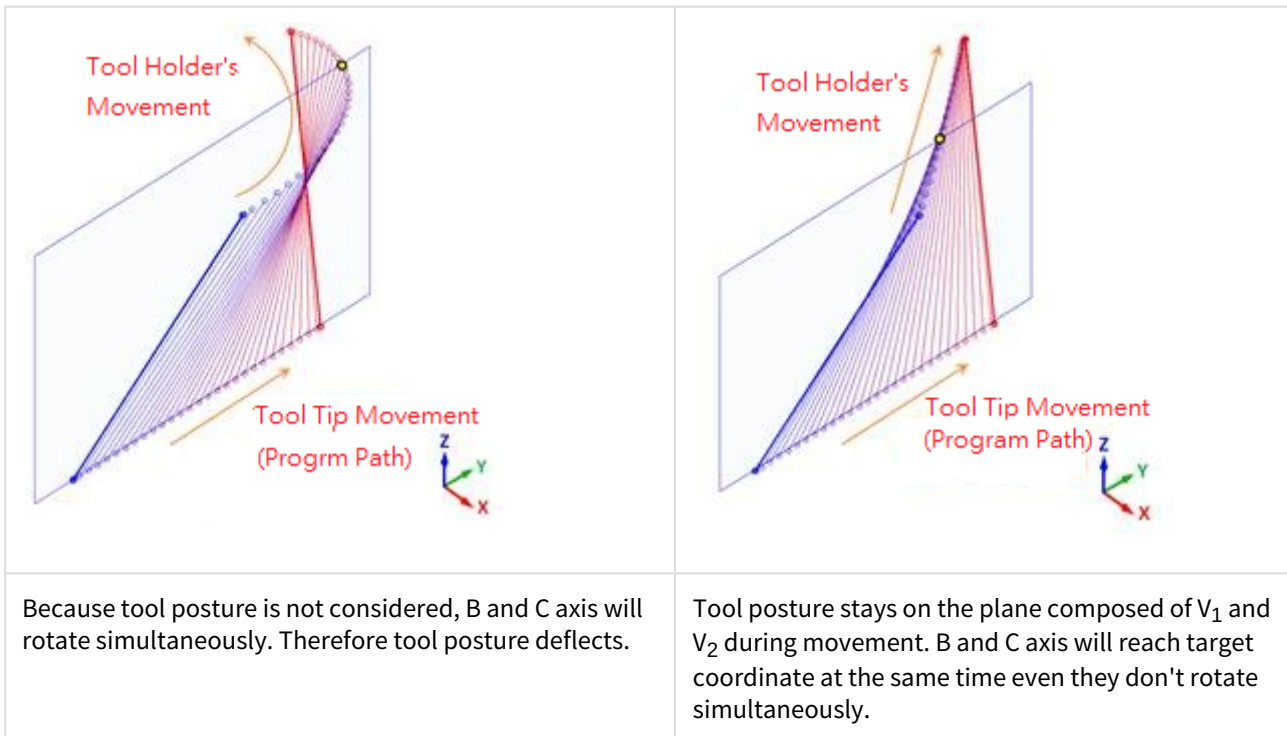 Tool Holder's
Movement
Tool Tip Movement
(Progrm Path)
Z
Y
X
Tool Holder's
Movement
Tool Tip Movement
(Program Path)
Z
Y
X
Because tool posture is not considered, B and C axis will
rotate simultaneously. Therefore tool posture deflects.
Tool posture stays on the plane composed of V1 and
V2 during movement. B and C axis will reach target
coordinate at the same time even they don't rotate
simultaneously.